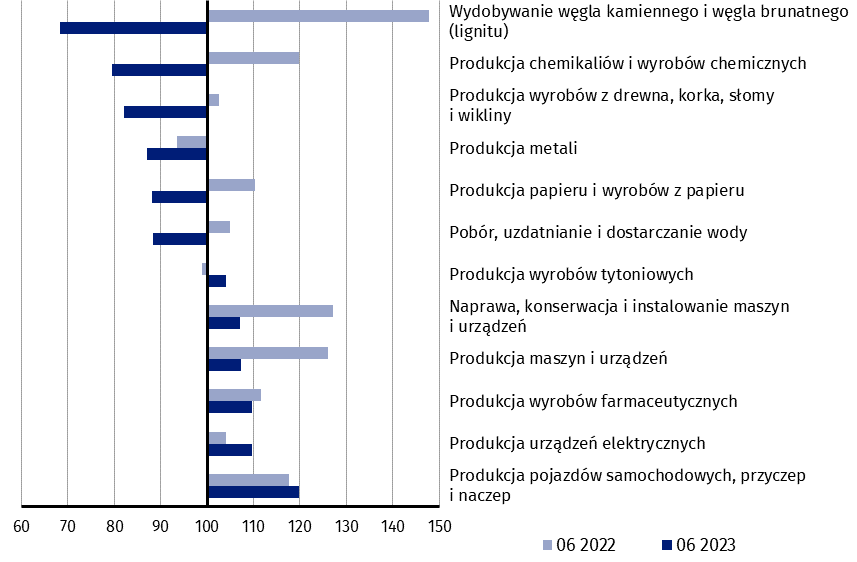 Wydobywanie węgla kamiennego i węgla brunatnego
(lignitu)
Produkcja chemikaliów i wyrobów chemicznych
Produkcja wyrobów z drewna, korka, słomy
i wikliny
Produkcja metali
Produkcja papieru i wyrobów z papieru
Pobór, uzdatnianie i dostarczanie wody
Produkcja wyrobów tytoniowych
Naprawa, konserwacja i instalowanie maszyn
i urządzeń
Produkcja maszyn i urządzeń
Produkcja wyrobów farmaceutycznych
Produkcja urządzeń elektrycznych
Produkcja pojazdów samochodowych, przyczep
i naczep
60 70 80 90 100 110 120 130 140 150
06 2022 06 2023